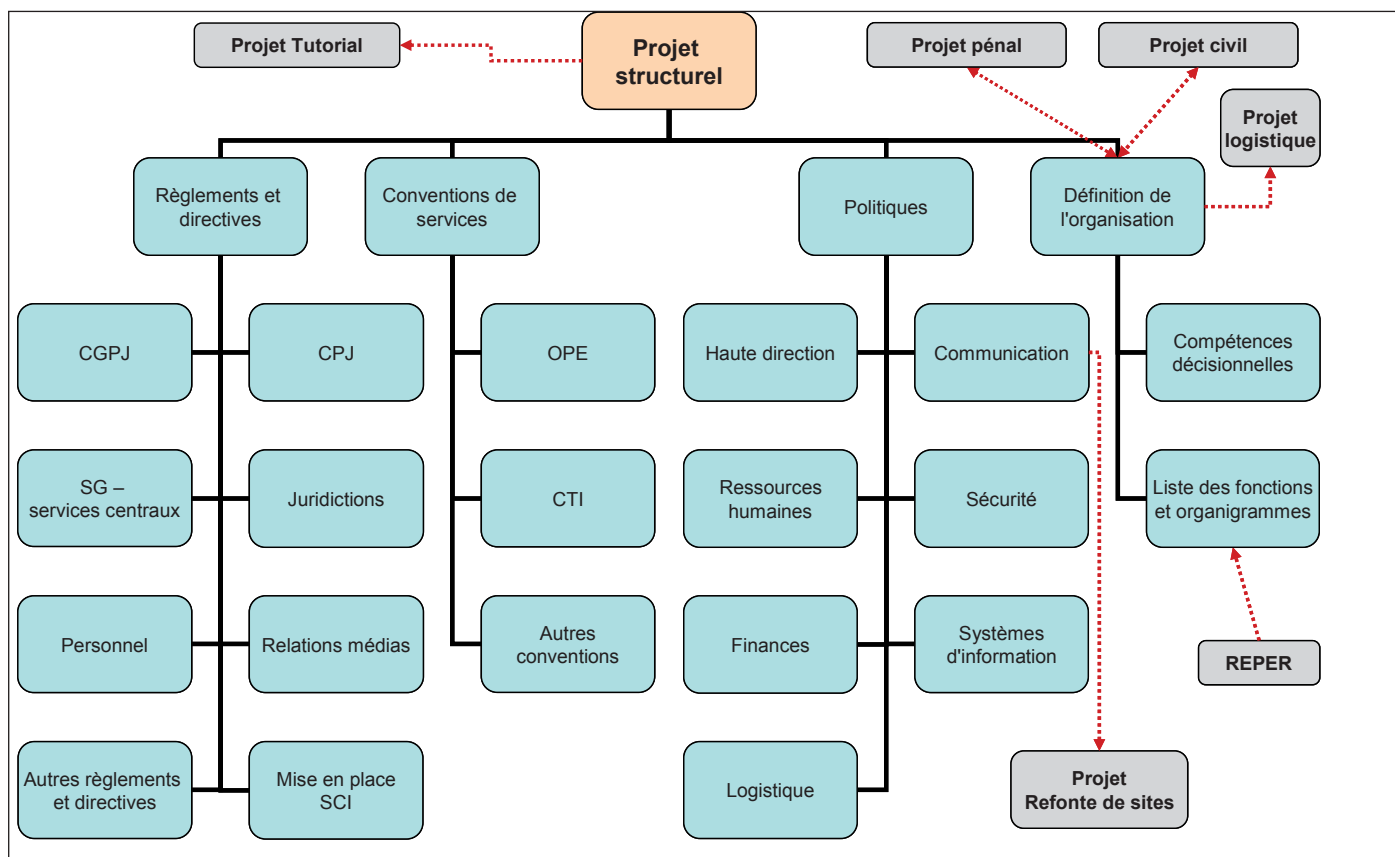 Projet Tutorial
Projet
structurel
Projet pénal
Projet civil
Projet
logistique
Règlements et
directives
Conventions de
services
Politiques
Définition de
l'organisation
CGPJ
CPJ
OPE
Haute direction
Communication
Compétences
décisionnelles
SG –
services centraux
Juridictions
CTI
Ressources
humaines
Sécurité
Liste des fonctions
et organigrammes
Personnel
Relations médias
Autres
conventions
Finances
Systèmes
d'information
REPER
Autres règlements
et directives
Mise en place
SCI
Logistique
Projet
Refonte de sites